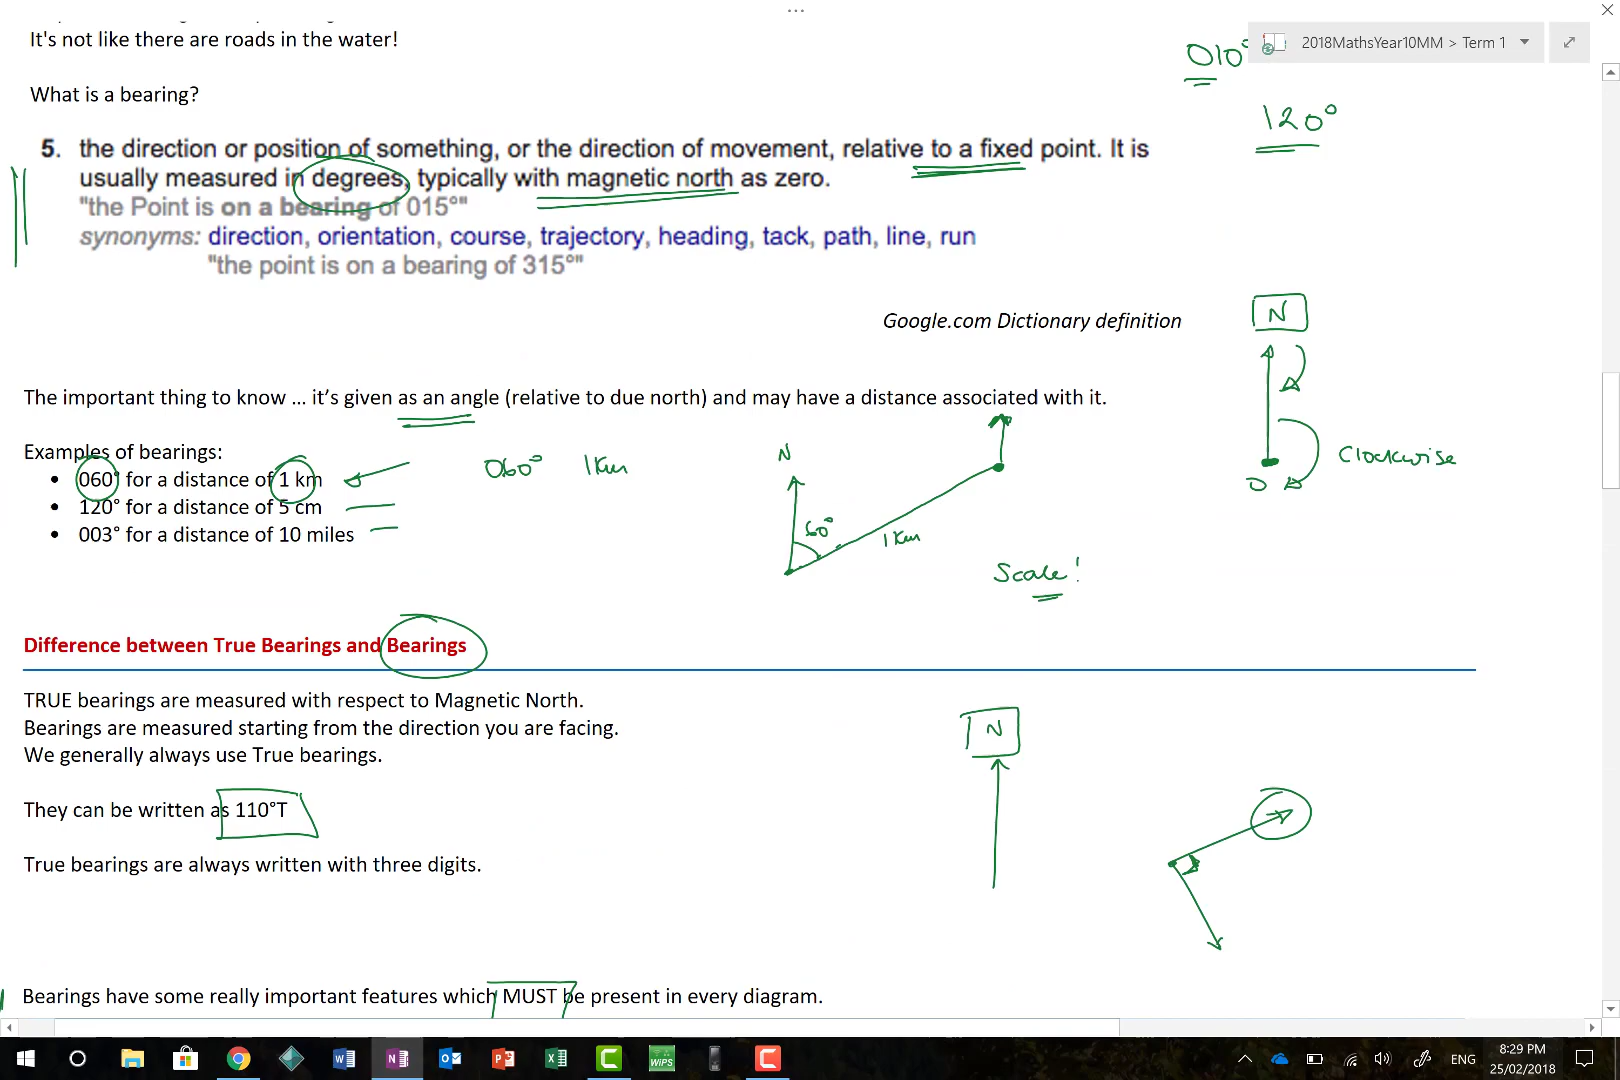 It's not like there are roads in the water!
010°
2018MathsYear10MM > Term 1
What is a bearing?
120°
5. the direction or position of something, or the direction of movement, relative to a fixed point. It is
usually measured in degrees, typically with magnetic north as zero.
"the Point is on a bearing of 015°"
synonyms: direction, orientation, course, trajectory, heading, tack, path, line, run
"the point is on a bearing of 315°"
Google.com Dictionary definition
N
The important thing to know ... it's given as an angle (relative to due north) and may have a distance associated with it.
Examples of bearings:
• 060° for a distance of 1 km
• 120° for a distance of 5 cm
• 003° for a distance of 10 miles
060° 1Km
N
60°
1Km
Clockwise
Scale!
Difference between True Bearings and Bearings
TRUE bearings are measured with respect to Magnetic North.
Bearings are measured starting from the direction you are facing.
We generally always use True bearings.
N
They can be written as 110°T
True bearings are always written with three digits.
Bearings have some really important features which MUST be present in every diagram.
WiPS
ENG
8:29 PM
25/02/2018